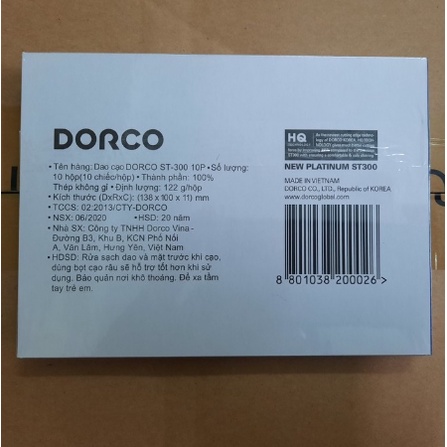 DORCO
• Tên hàng: Dao cạo DORCO ST-300 10P • Số lượng:
10 hộp(10 chiếc/hộp) • Thành phần: 100%
Thép không gỉ • Định lượng: 122 g/hộp
• Kích thước (DxRxC): (138 x 100 x 11) mm
• TCCS: 02:2013/CTY-DORCO
• NSX: 06/2020 • HSD: 20 năm
• Nhà SX: Công ty TNHH Dorco Vina -
Đường B3, Khu B, KCN Phố Nối
A, Văn Lâm, Hưng Yên, Việt Nam
• HDSD: Rửa sạch dao và mặt trước khi cạo,
dùng bọt cạo râu sẽ hỗ trợ tốt hơn khi sử
dụng. Bảo quản nơi khô thoáng. Để xa tầm
tay trẻ em.
HQ
TECHNOLOGY
NEW PLATINUM ST300
MADE IN VIETNAM
DORCO CO., LTD., Republic of KOREA
www.dorcoglobal.com
8 801038 200026 >